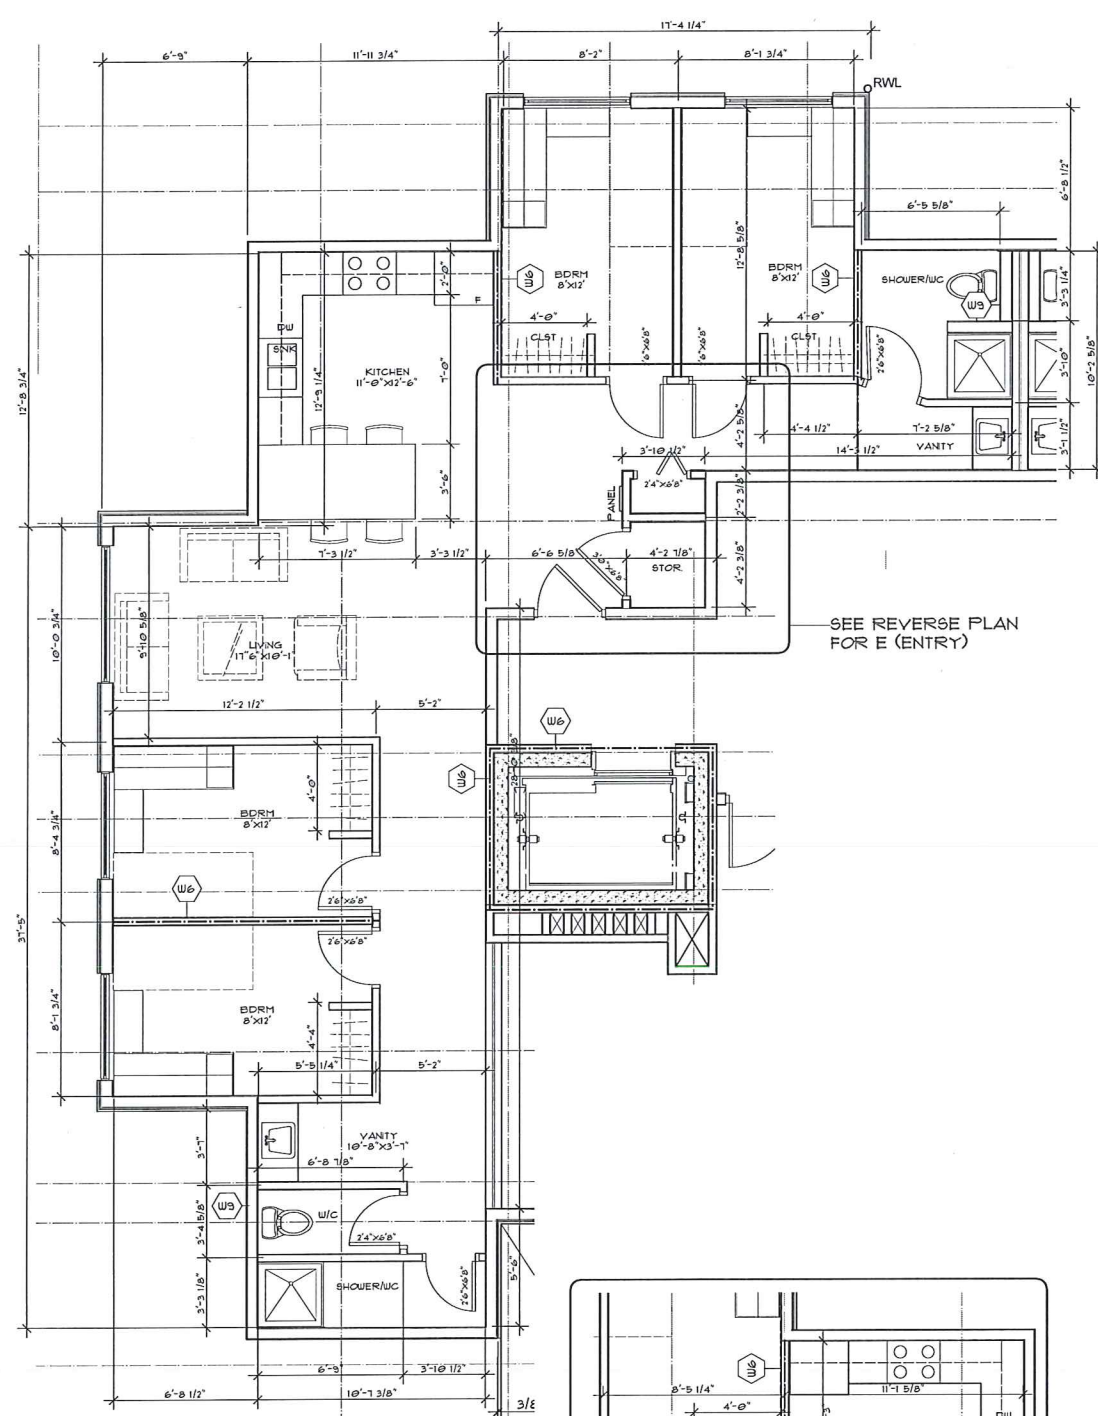 17'-4 1/4"
6'-9"
11'-11 3/4"
8'-2"
8'-1 3/4"
RWL
6'-8 1/2"
6'-5 5/8"
12'-8 5/8"
2'-0"
F
W6
BDRM
8'X12'
BDRM
8'X12'
W6
SHOWER/WC
W9
3'-3 1/4"
4'-0"
CLST
4'-0"
CLST
DW
SNK
KITCHEN
11'-0"X12'-6"
12'-9 1/4"
7'-0"
12'-8 3/4"
2'6"X6'8"
3'-10"
10'-2 5/8"
4'-2 5/8"
4'-4 1/2"
7'-2 5/8"
VANITY
3'-1 1/2"
3'-10 1/2"
14'-3 1/2"
2'4"X6'8"
3'-6"
PANEL
2'-2 3/8"
7'-3 1/2"
3'-3 1/2"
6'-6 5/8"
3'-0"X6'-8"
4'-2 7/8"
STOR.
4'-2 3/8"
SEE REVERSE PLAN
FOR E (ENTRY)
10'-0 3/4"
9'-10 5/8"
LIVING
17'6"X10'-1"
12'-2 1/2"
5'-2"
W6
W6
4'-0"
BDRM
8'X12'
8'-4 3/4"
W6
2'6"X6'8"
2'6"X6'8"
37'-5"
BDRM
8'X12'
8'-1 3/4"
4'-4"
5'-5 1/4"
5'-2"
VANITY
10'-8"X3'-7"
3'-7"
6'-8 7/8"
W9
W/C
3'-4 5/8"
2'4"X6'8"
SHOWER/WC
2'6"X6'8"
3'-3 1/8"
5'-6"
6'-9"
3'-10 1/2"
6'-8 1/2"
10'-7 3/8"
W6
8'-5 1/4"
11'-1 5/8"
4'-0"